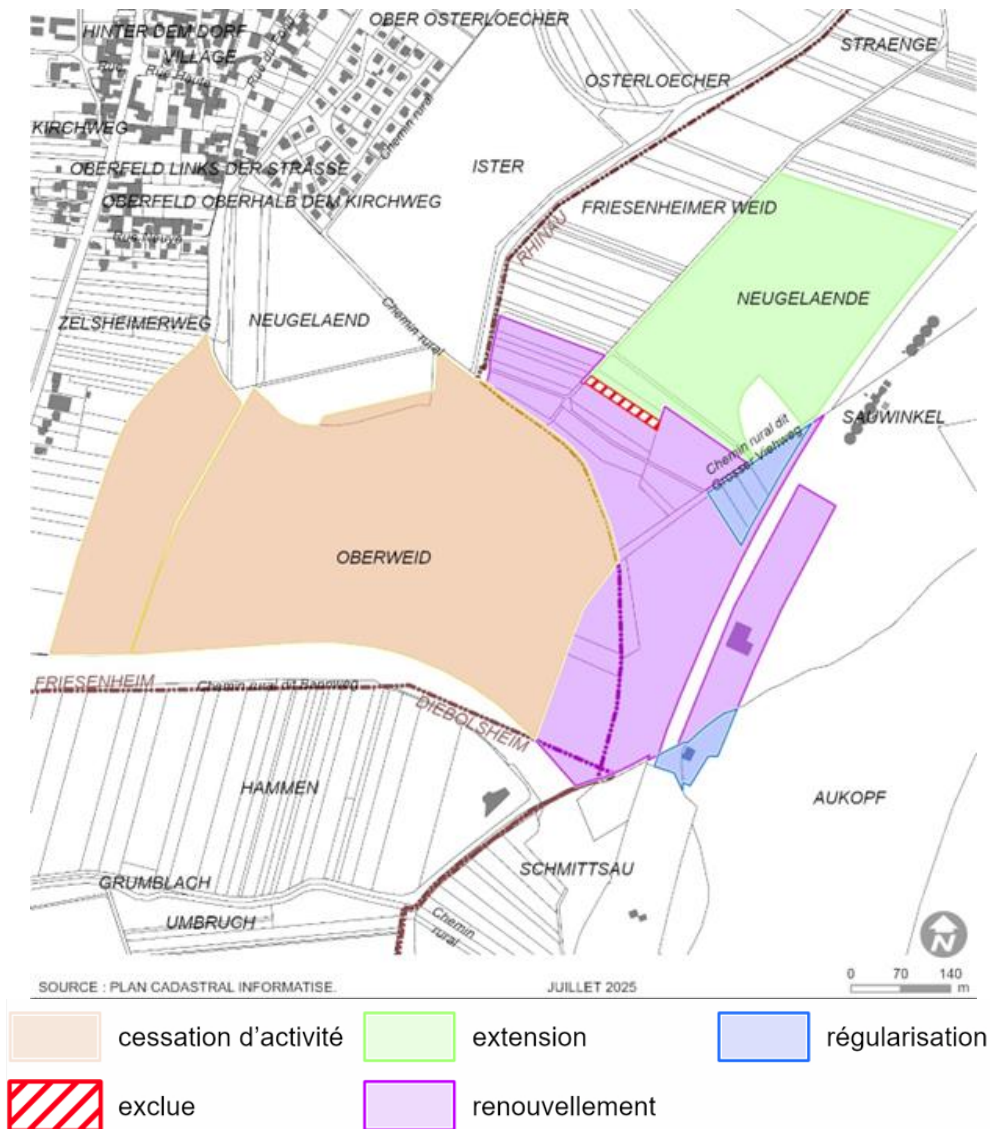 OBER OSTERLOECHER
HINTER DEM DORF
STRAENGE
VILLAGE
Rue Haute
OSTERLOECHER
Chemin rural
KIRCHWEG
ISTER
OBERFELD LINKS DER STRASSE
OBERFELD OBERHALB DEM KIRCHWEG
FRIESENHEIMER WEID
RHINAU
NEUGELAENDE
ZELSHEIMERWEG
NEUGELAEND
Chemin rural
SAUWINKEL
Chemin rural dit
Grosser Viehweg
OBERWEID
FRIESENHEIM
Chemin rural dit Bannweg
DIEBOLSHEIM
HAMMEN
AUKOPF
SCHMITTSAU
GRUMBLACH
UMBRUCH
Chemin
rural
N
SOURCE : PLAN CADASTRAL INFORMATISE.
JUILLET 2025
0 70 140
m
cessation d'activité
extension
régularisation
exclue
renouvellement